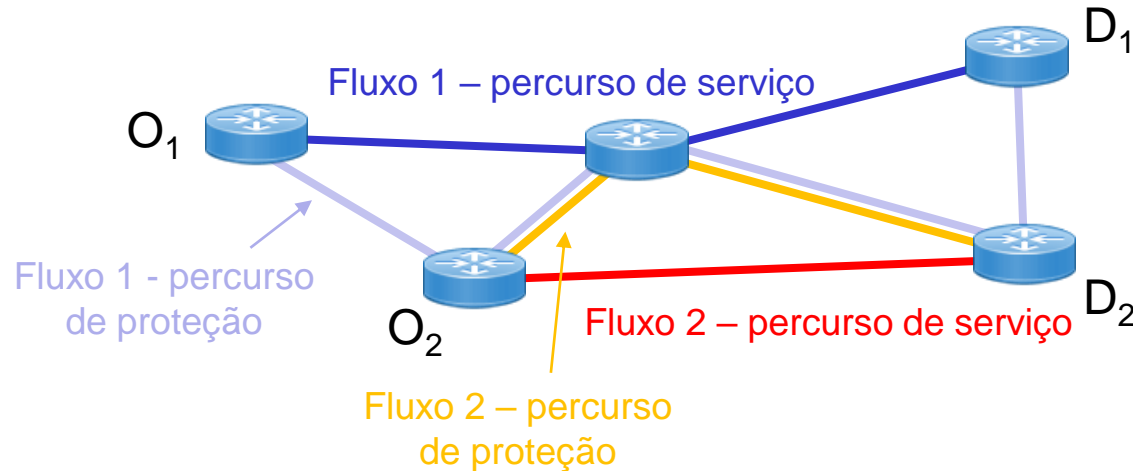 D₁
Fluxo 1 – percurso de serviço
O₁
Fluxo 1 - percurso
de proteção
O₂
D₂
Fluxo 2 – percurso de serviço
Fluxo 2 – percurso
de proteção